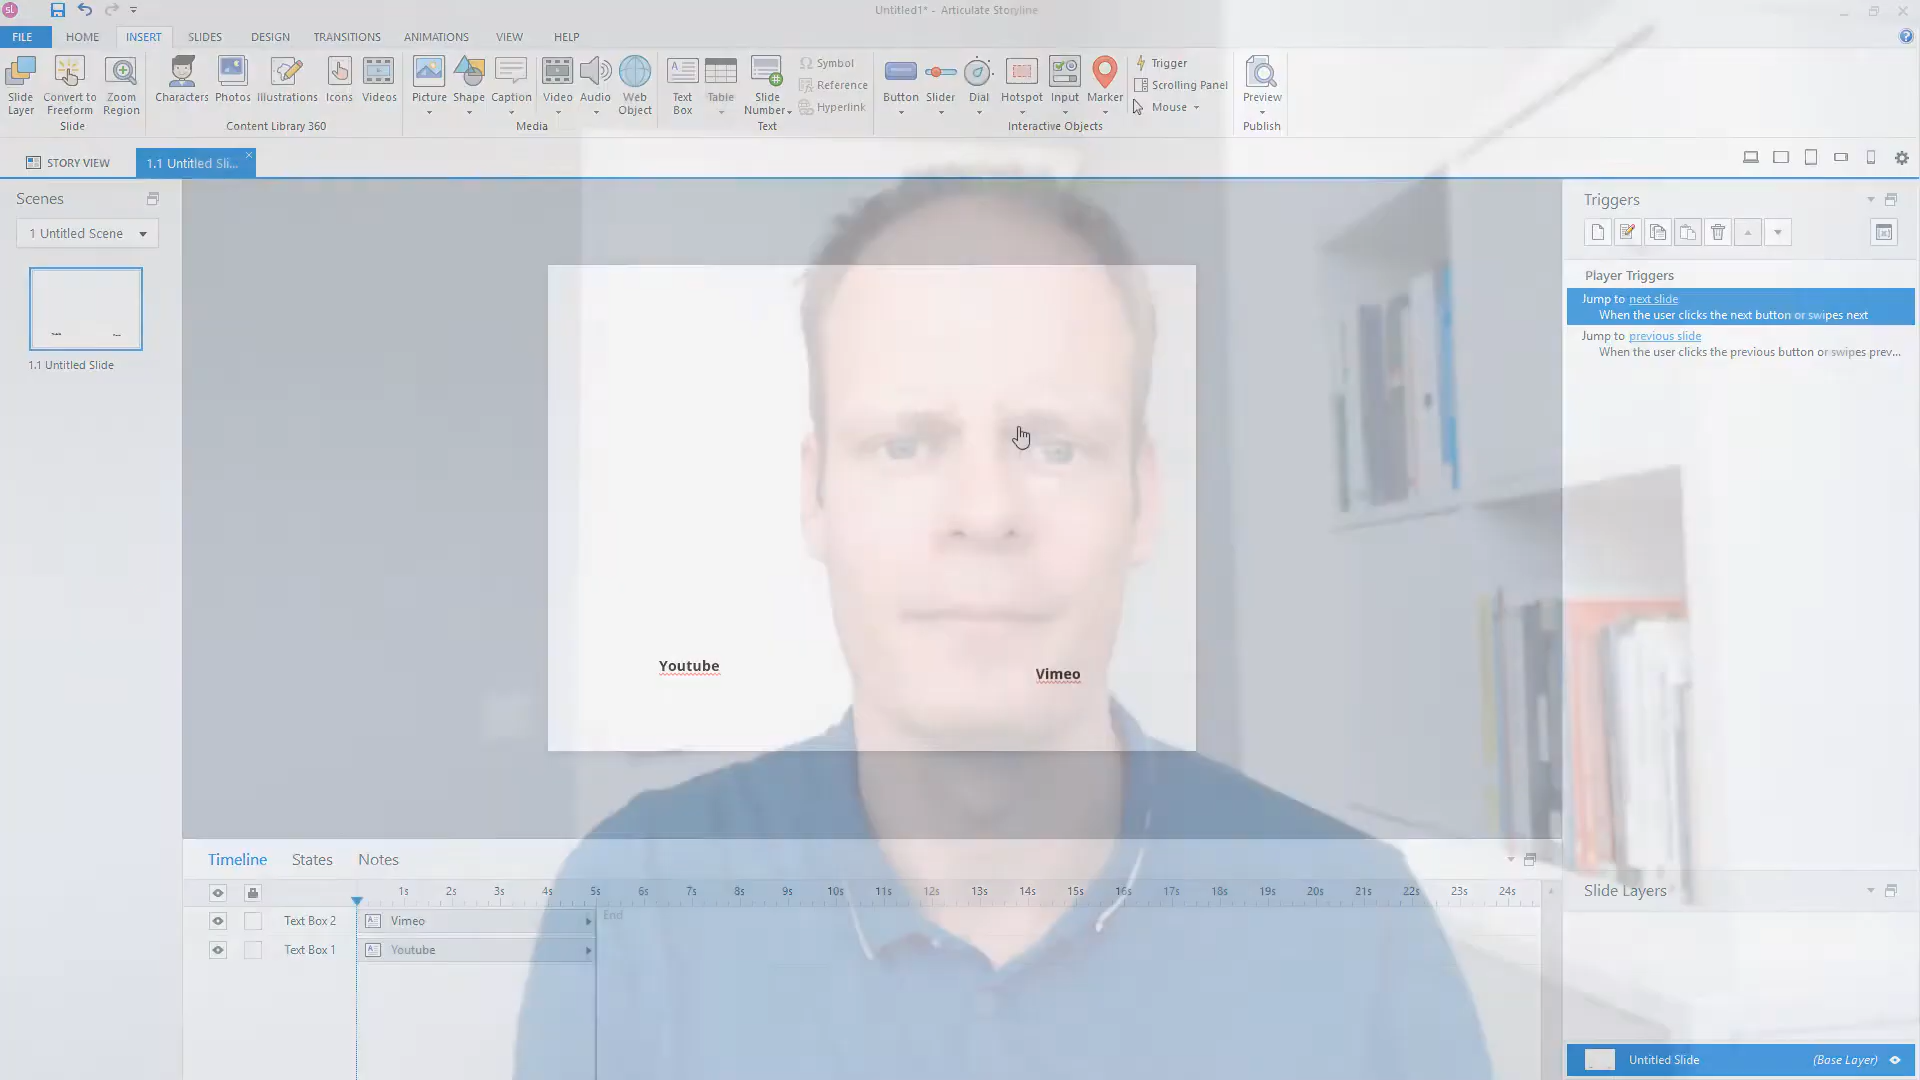 Untitled1* - Articulate Storyline
FILE HOME INSERT SLIDES DESIGN TRANSITIONS ANIMATIONS VIEW HELP
Slide Layer
Convert to Freeform
Zoom Region
Slide
Characters
Photos
Illustrations
Icons
Videos
Content Library 360
Picture
Shape
Caption
Video
Audio
Web Object
Media
Text Box
Table
Slide Number
Symbol
Reference
Hyperlink
Text
Button
Slider
Dial
Hotspot
Input
Marker
Trigger
Scrolling Panel
Mouse
Interactive Objects
Preview
Publish
STORY VIEW
1.1 Untitled Sli...
Scenes
1 Untitled Scene
1.1 Untitled Slide
Youtube
Vimeo
Triggers
Player Triggers
Jump to next slide
When the user clicks the next button or swipes next
Jump to previous slide
When the user clicks the previous button or swipes prev...
Timeline States Notes
1s 2s 3s 4s 5s 6s 7s 8s 9s 10s 11s 12s 13s 14s 15s 16s 17s 18s 19s 20s 21s 22s 23s 24s
Text Box 2 Vimeo End
Text Box 1 Youtube
Slide Layers
Untitled Slide (Base Layer)